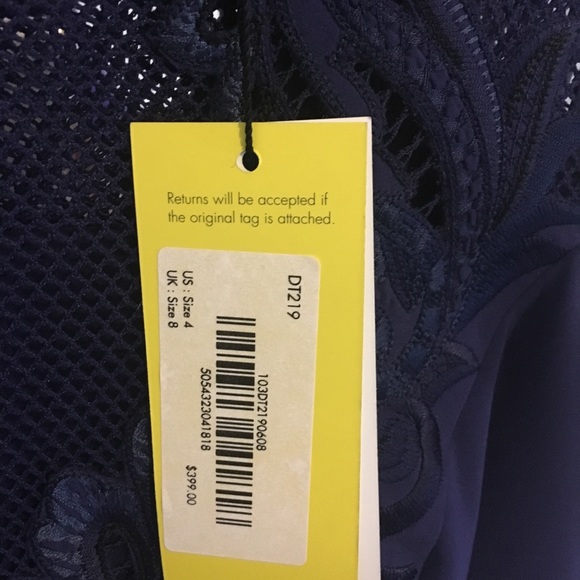 Returns will be accepted if
the original tag is attached.
DT219
103DT2190608
5054323041818
US : Size 4
UK : Size 8
$399.00